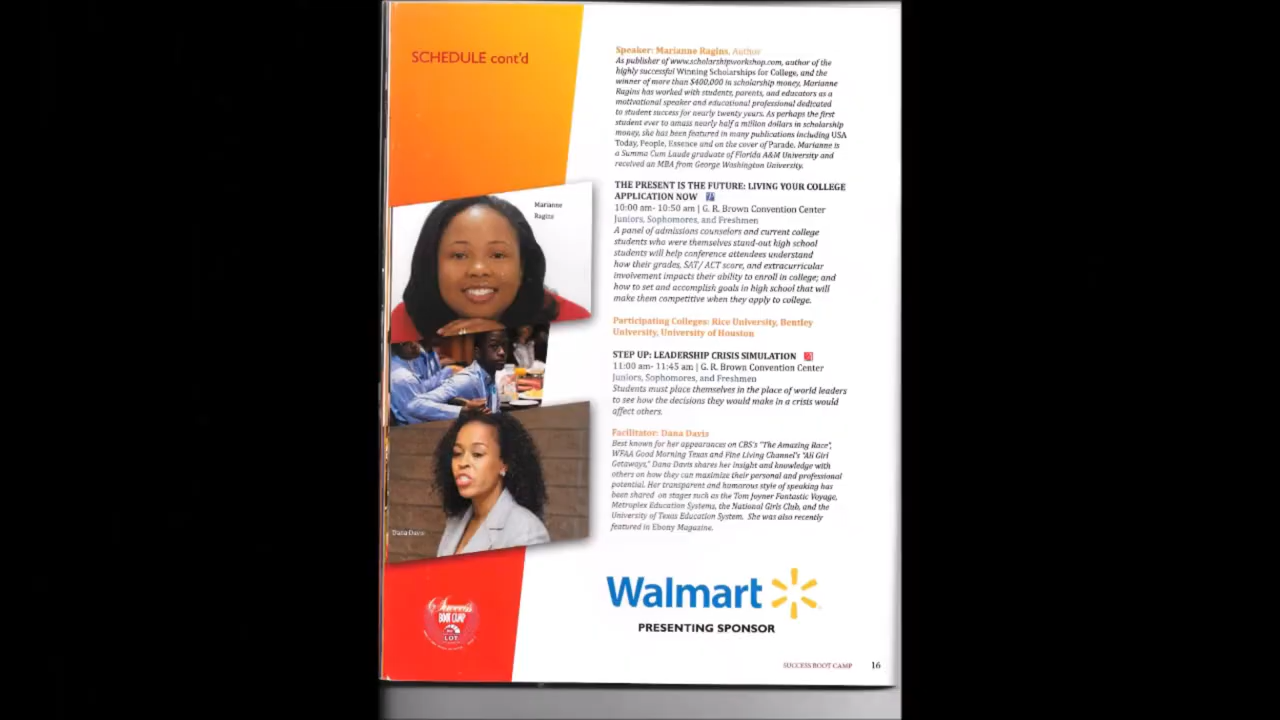 SCHEDULE cont'd
Speaker: Marianne Ragins, Author
As publisher of www.scholarshipworkshop.com, author of the
highly successful Winning Scholarships for College, and the
winner of more than $400,000 in scholarship money, Marianne
Ragins has worked with students, parents, and educators as a
motivational speaker and educational professional dedicated
to student success for nearly twenty years. As perhaps the first
student ever to amass nearly half a million dollars in scholarship
money, she has been featured in many publications including USA
Today, People, Essence and on the cover of Parade. Marianne is
a Summa Cum Laude graduate of Florida A&M University and
received an MBA from George Washington University.
THE PRESENT IS THE FUTURE: LIVING YOUR COLLEGE
APPLICATION NOW
10:00 am- 10:50 am | G. R. Brown Convention Center
Juniors, Sophomores, and Freshmen
A panel of admissions counselors and current college
students who were themselves stand-out high school
students will help conference attendees understand
how their grades, SAT/ ACT score, and extracurricular
involvement impacts their ability to enroll in college; and
how to set and accomplish goals in high school that will
make them competitive when they apply to college.
Participating Colleges: Rice University, Bentley
University, University of Houston
STEP UP: LEADERSHIP CRISIS SIMULATION
11:00 am- 11:45 am | G. R. Brown Convention Center
Juniors, Sophomores, and Freshmen
Students must place themselves in the place of world leaders
to see how the decisions they would make in a crisis would
affect others.
Facilitator: Dana Davis
Best known for her appearances on CBS's "The Amazing Race",
WFAA Good Morning Texas and Fine Living Channel's "All Girl
Getaways," Dana Davis shares her insight and knowledge with
others on how they can maximize their personal and professional
potential. Her transparent and humorous style of speaking has
been shared on stages such as the Tom Joyner Fantastic Voyage,
Metroplex Education Systems, the National Girls Club, and the
University of Texas Education System. She was also recently
featured in Ebony Magazine.
Marianne
Ragins
Dana Davis
Success
BOOT CAMP
LOT
Walmart
PRESENTING SPONSOR
SUCCESS BOOT CAMP 16